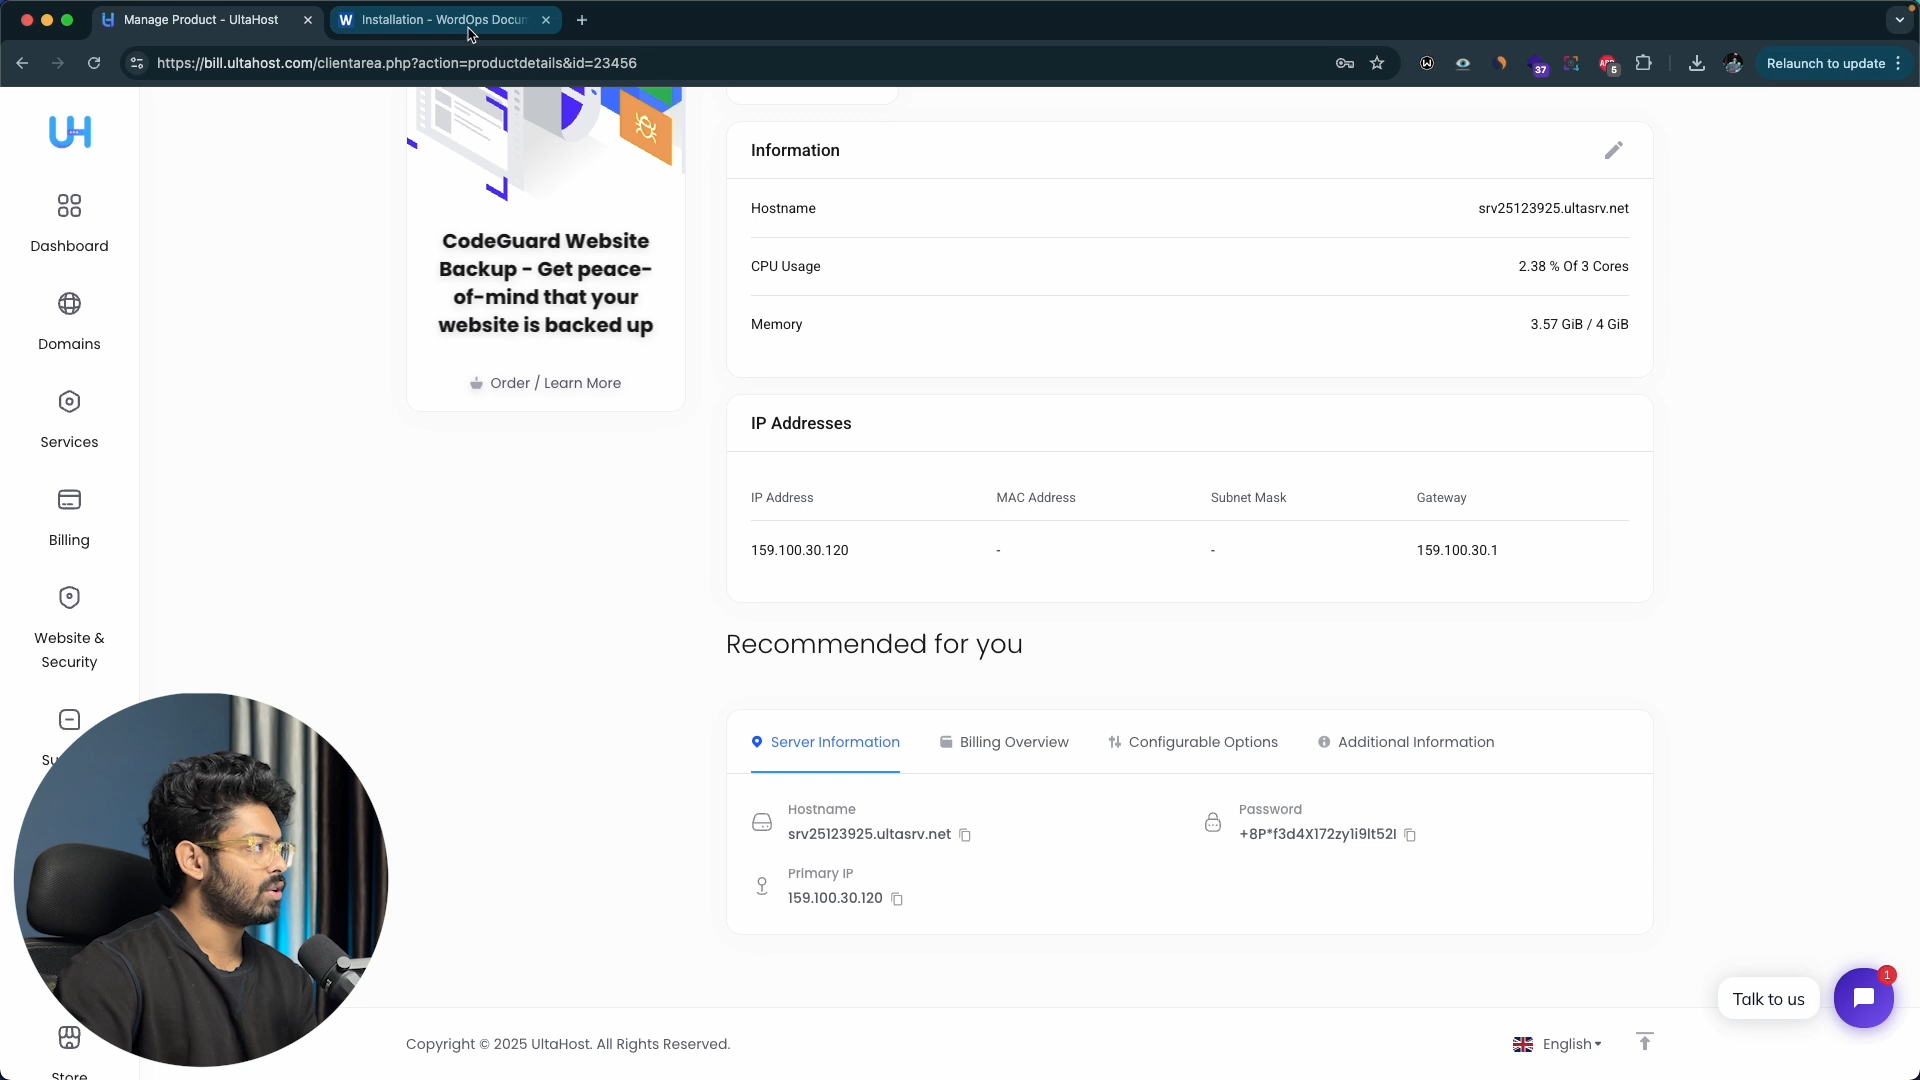 Manage Product - UltaHost
Installation - WordOps Docum
https://bill.ultahost.com/clientarea.php?action=productdetails&id=23456
37
5
Relaunch to update
UH
Dashboard
Domains
Services
Billing
Website &
Security
Su
Store
CodeGuard Website
Backup - Get peace-
of-mind that your
website is backed up
Order / Learn More
Information
Hostname
srv25123925.ultasrv.net
CPU Usage
2.38 % Of 3 Cores
Memory
3.57 GiB / 4 GiB
IP Addresses
IP Address MAC Address Subnet Mask Gateway
159.100.30.120 - - 159.100.30.1
Recommended for you
Server Information Billing Overview Configurable Options Additional Information
Hostname
srv25123925.ultasrv.net
Password
+8P*f3d4X172zy1i9lt52I
Primary IP
159.100.30.120
1
Talk to us
Copyright © 2025 UltaHost. All Rights Reserved.
English